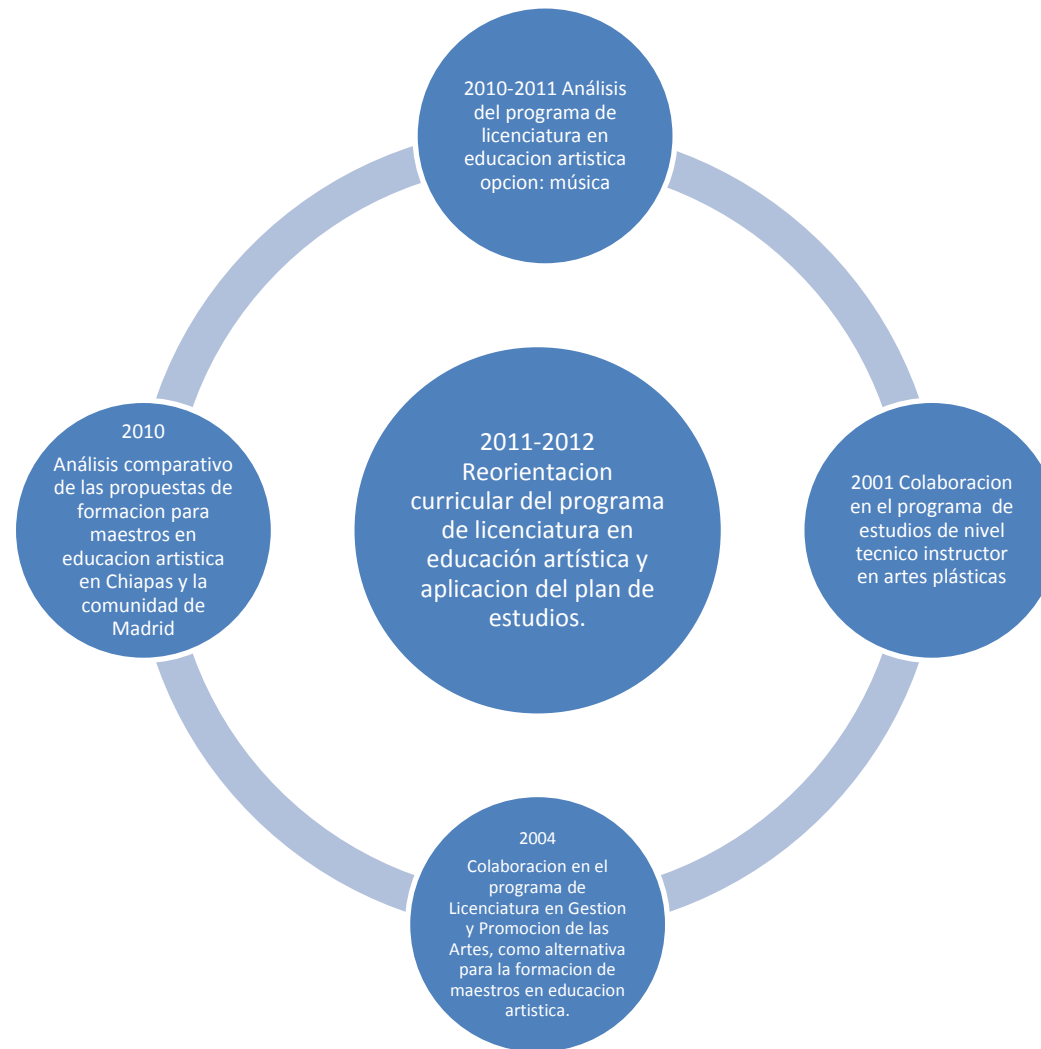 2010-2011 Análisis
del programa de
licenciatura en
educacion artistica
opcion: música
2010
Análisis comparativo
de las propuestas de
formacion para
maestros en
educacion artistica
en Chiapas y la
comunidad de
Madrid
2011-2012
Reorientacion
curricular del programa
de licenciatura en
educación artística y
aplicacion del plan de
estudios.
2001 Colaboracion
en el programa de
estudios de nivel
tecnico instructor
en artes plásticas
2004
Colaboracion en el
programa de
Licenciatura en Gestion
y Promocion de las
Artes, como alternativa
para la formacion de
maestros en educacion
artistica.